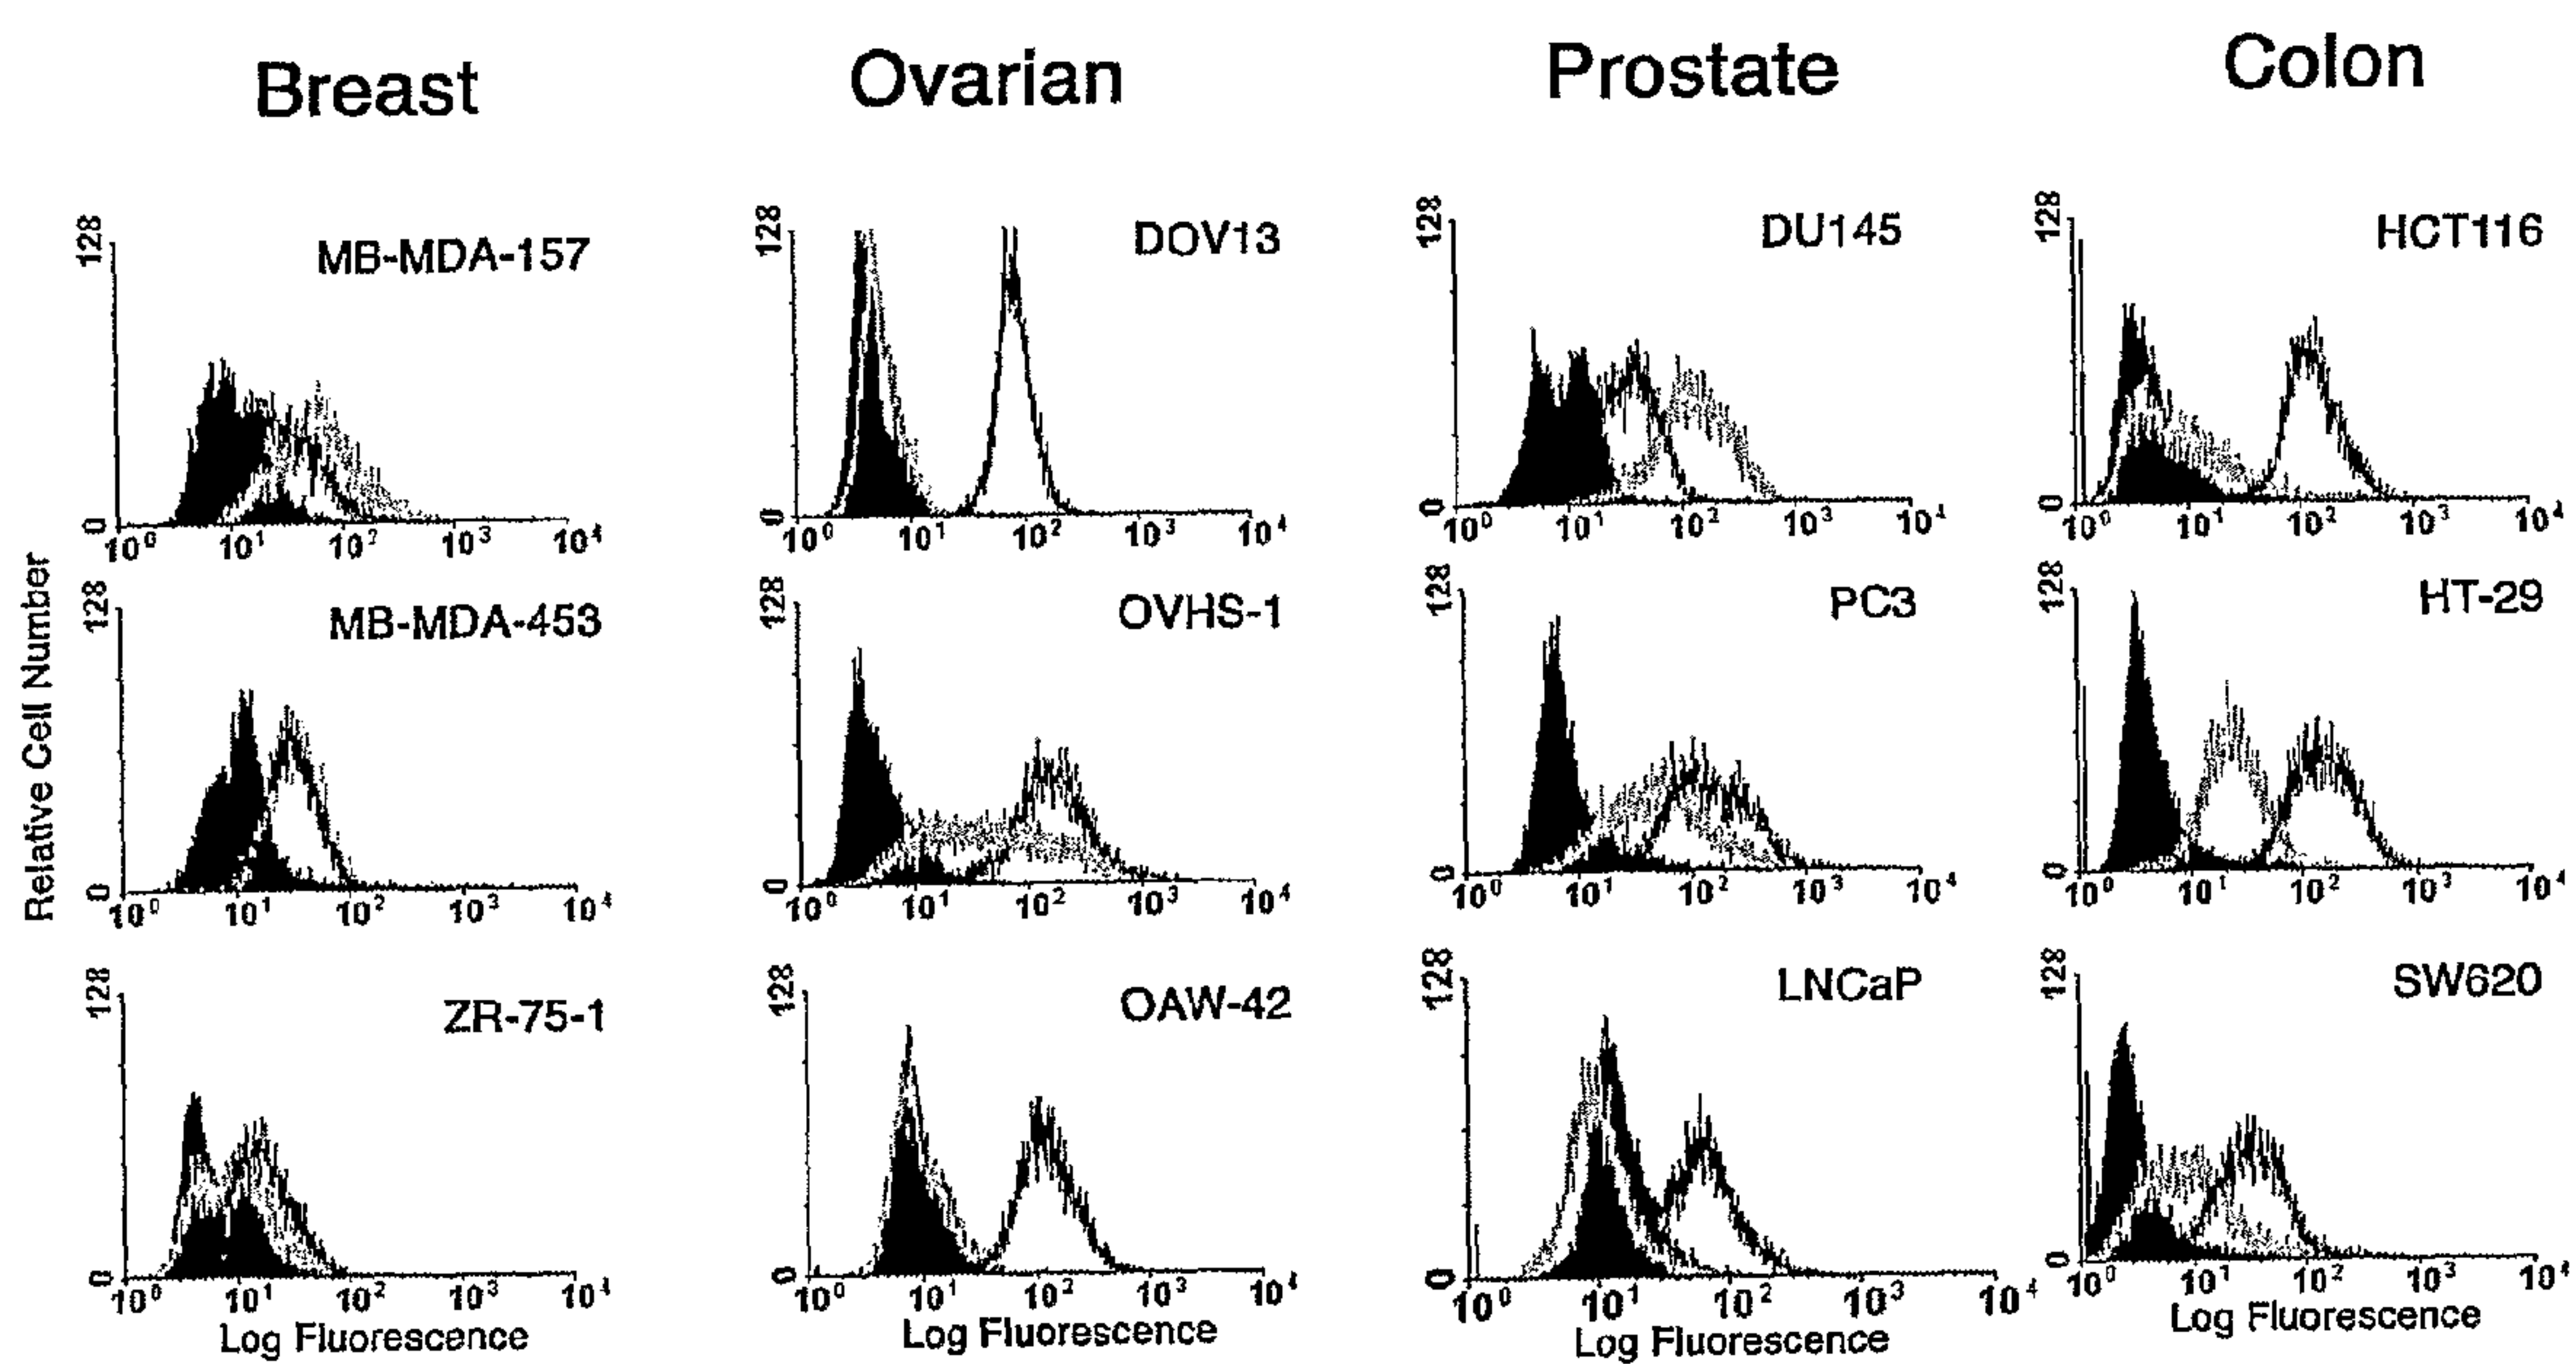 Breast
Ovarian
Prostate
Colon
Relative Cell Number
MB-MDA-157
128
0
10⁰ 10¹ 10² 10³ 10⁴
DOV13
128
0
10⁰ 10¹ 10² 10³ 10⁴
DU145
128
0
10⁰ 10¹ 10² 10³ 10⁴
HCT116
128
0
10⁰ 10¹ 10² 10³ 10⁴
MB-MDA-453
128
0
10⁰ 10¹ 10² 10³ 10⁴
OVHS-1
128
0
10⁰ 10¹ 10² 10³ 10⁴
PC3
128
0
10⁰ 10¹ 10² 10³ 10⁴
HT-29
128
0
10⁰ 10¹ 10² 10³ 10⁴
ZR-75-1
128
0
10⁰ 10¹ 10² 10³ 10⁴
Log Fluorescence
OAW-42
128
0
10⁰ 10¹ 10² 10³ 10⁴
Log Fluorescence
LNCaP
128
0
10⁰ 10¹ 10² 10³ 10⁴
Log Fluorescence
SW620
128
0
10⁰ 10¹ 10² 10³ 10⁴
Log Fluorescence